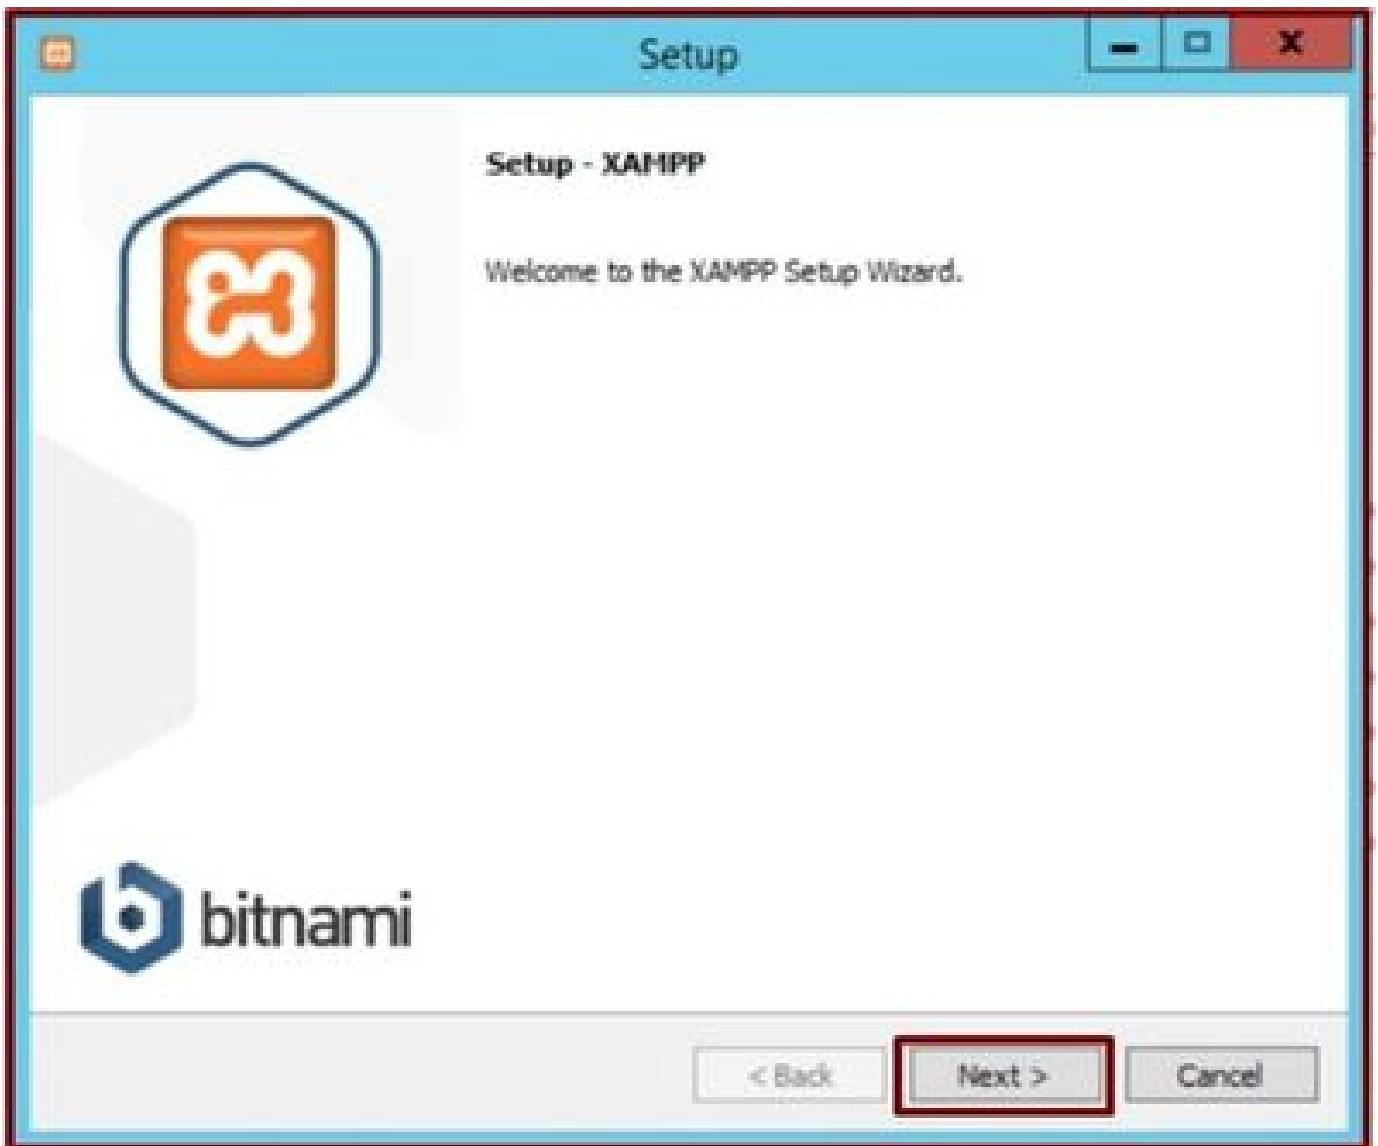 Setup
Setup - XAMPP
Welcome to the XAMPP Setup Wizard.
bitnami
< Back
Next >
Cancel